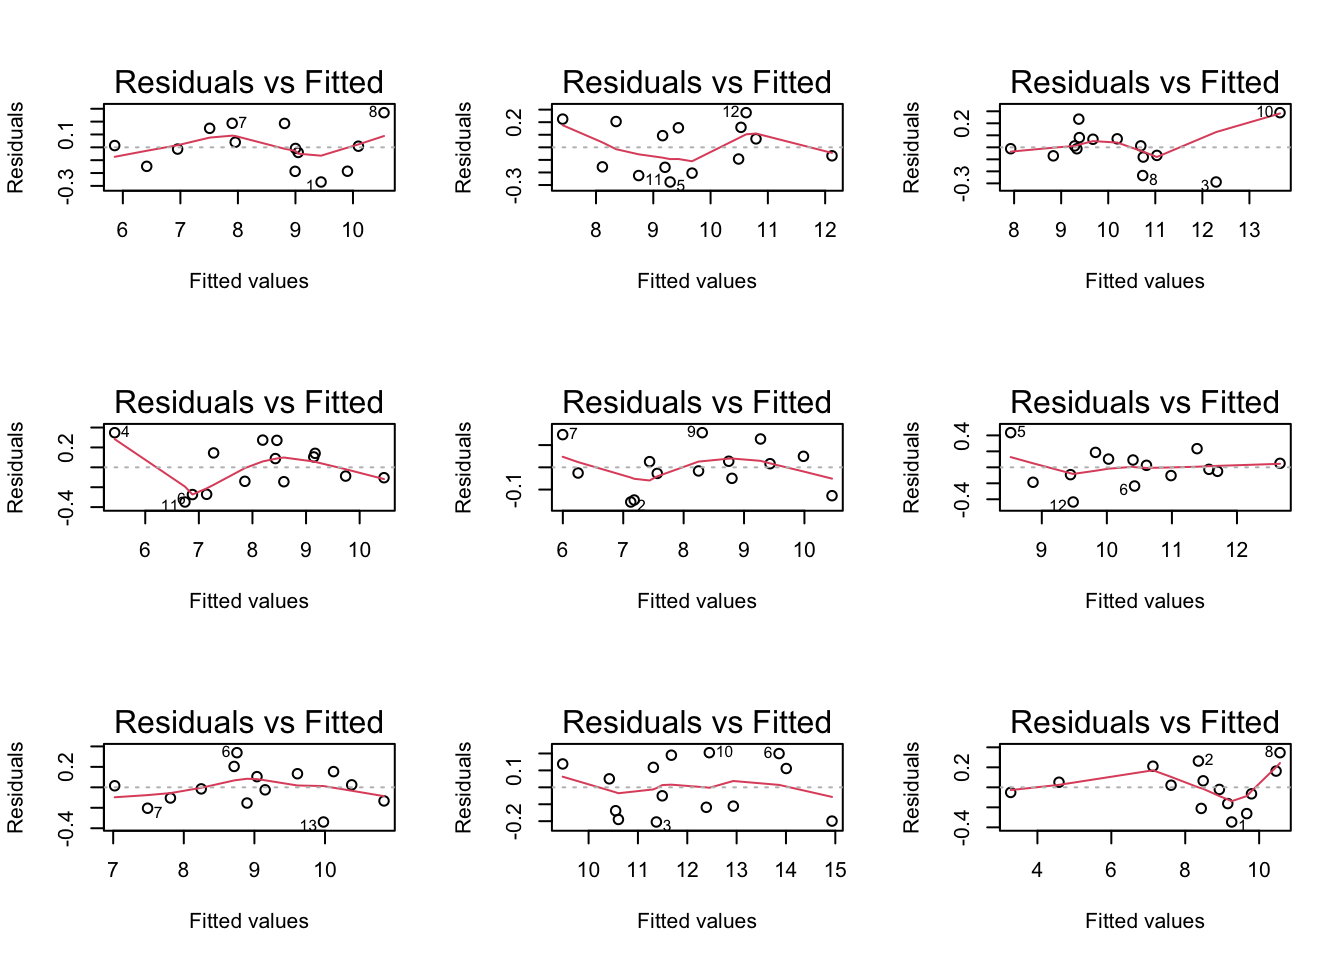 Residuals vs Fitted
Residuals
0.1
-0.3
7
8
1
6 7 8 9 10
Fitted values
Residuals vs Fitted
Residuals
0.2
-0.3
12
11
5
8 9 10 11 12
Fitted values
Residuals vs Fitted
Residuals
0.2
-0.3
10
8
3
8 9 10 11 12 13
Fitted values
Residuals vs Fitted
Residuals
0.2
-0.4
4
6
11
6 7 8 9 10
Fitted values
Residuals vs Fitted
Residuals
-0.1
7
9
2
6 7 8 9 10
Fitted values
Residuals vs Fitted
Residuals
0.4
-0.4
5
6
12
9 10 11 12
Fitted values
Residuals vs Fitted
Residuals
0.2
-0.4
6
7
13
7 8 9 10
Fitted values
Residuals vs Fitted
Residuals
0.1
-0.2
10
6
3
10 11 12 13 14 15
Fitted values
Residuals vs Fitted
Residuals
0.2
-0.4
2
8
1
4 6 8 10
Fitted values